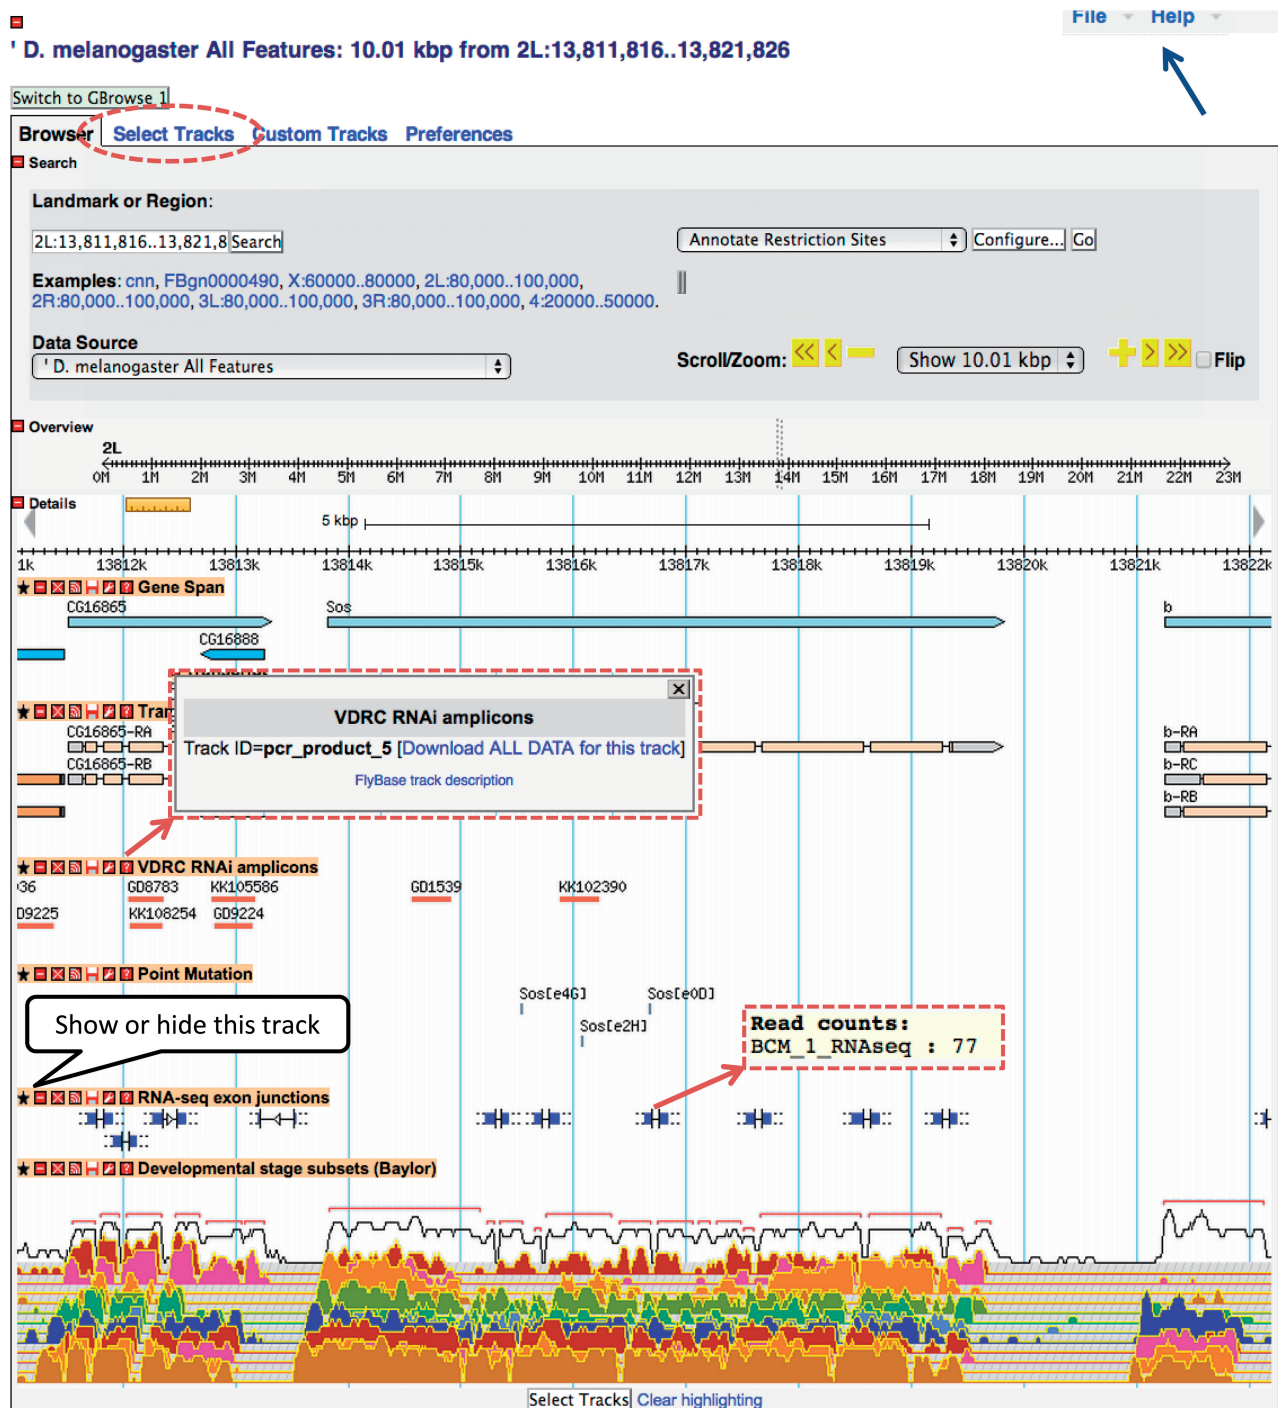 File Help
' D. melanogaster All Features: 10.01 kbp from 2L:13,811,816..13,821,826
Switch to GBrowse 1
Browser Select Tracks Custom Tracks Preferences
Search
Landmark or Region:
2L:13,811,816..13,821,8 Search
Annotate Restriction Sites Configure... Go
Examples: cnn, FBgn0000490, X:60000..80000, 2L:80,000..100,000,
2R:80,000..100,000, 3L:80,000..100,000, 3R:80,000..100,000, 4:20000..50000.
Data Source
' D. melanogaster All Features
Scroll/Zoom: << < Show 10.01 kbp > >> Flip
Overview
2L
0M 1M 2M 3M 4M 5M 6M 7M 8M 9M 10M 11M 12M 13M 14M 15M 16M 17M 18M 19M 20M 21M 22M 23M
Details
5 kbp
1k 13812k 13813k 13814k 13815k 13816k 13817k 13818k 13819k 13820k 13821k 13822k
Gene Span
CG16865 Sos b
CG16888
VDRC RNAi amplicons
Track ID=pcr_product_5 [Download ALL DATA for this track]
FlyBase track description
Tran
CG16865-RA b-RA
CG16865-RB b-RC
b-RB
VDRC RNAi amplicons
36 GD8783 KK105586 GD1539 KK102390
D9225 KK108254 GD9224
Point Mutation
Sos[e4G] Sos[e0D]
Sos[e2H]
Show or hide this track
Read counts:
BCM_1_RNAseq : 77
RNA-seq exon junctions
Developmental stage subsets (Baylor)
Select Tracks Clear highlighting